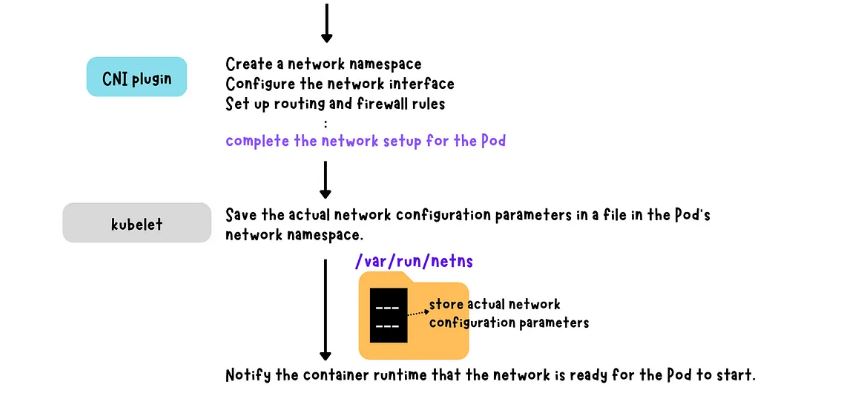 CNI plugin
Create a network namespace
Configure the network interface
Set up routing and firewall rules
:
complete the network setup for the Pod
kubelet
Save the actual network configuration parameters in a file in the Pod's
network namespace.
/var/run/netns
store actual network
configuration parameters
Notify the container runtime that the network is ready for the Pod to start.